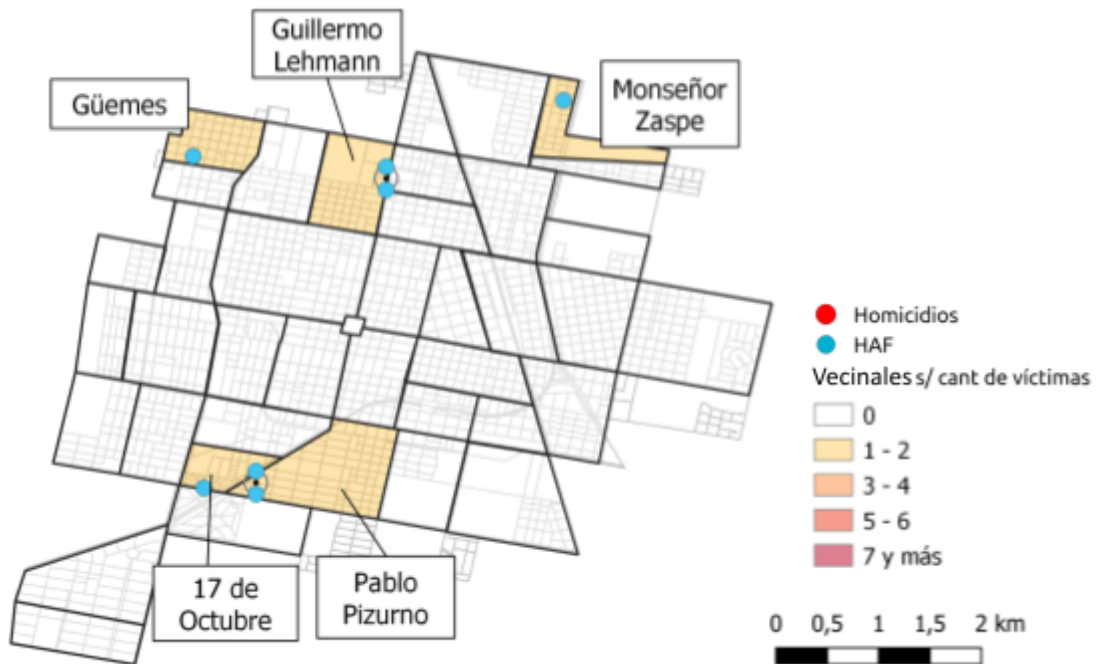 Guillermo
Lehmann
Monseñor
Zaspe
Güemes
Homicidios
HAF
Vecinales s/ cant de víctimas
0
1 - 2
3 - 4
5 - 6
7 y más
17 de
Octubre
Pablo
Pizurno
0 0,5 1 1,5 2 km